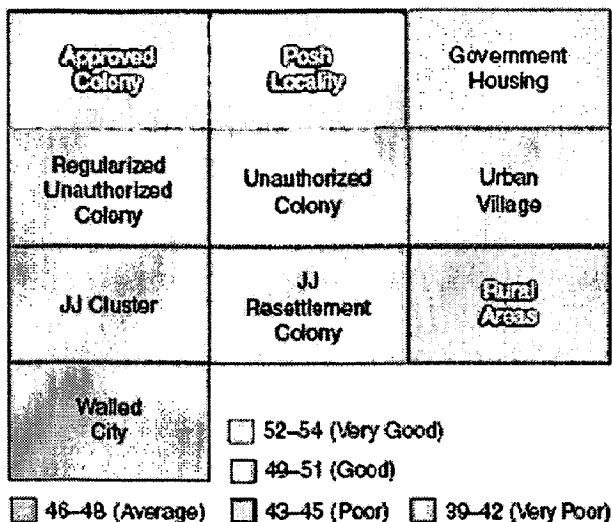 Approved
Colony
Posh
Locality
Government
Housing
Regularized
Unauthorized
Colony
Unauthorized
Colony
Urban
Village
JJ Cluster
JJ
Resettlement
Colony
Rural
Areas
Walled
City
52–54 (Very Good)
49–51 (Good)
46–48 (Average)
43–45 (Poor)
39–42 (Very Poor)